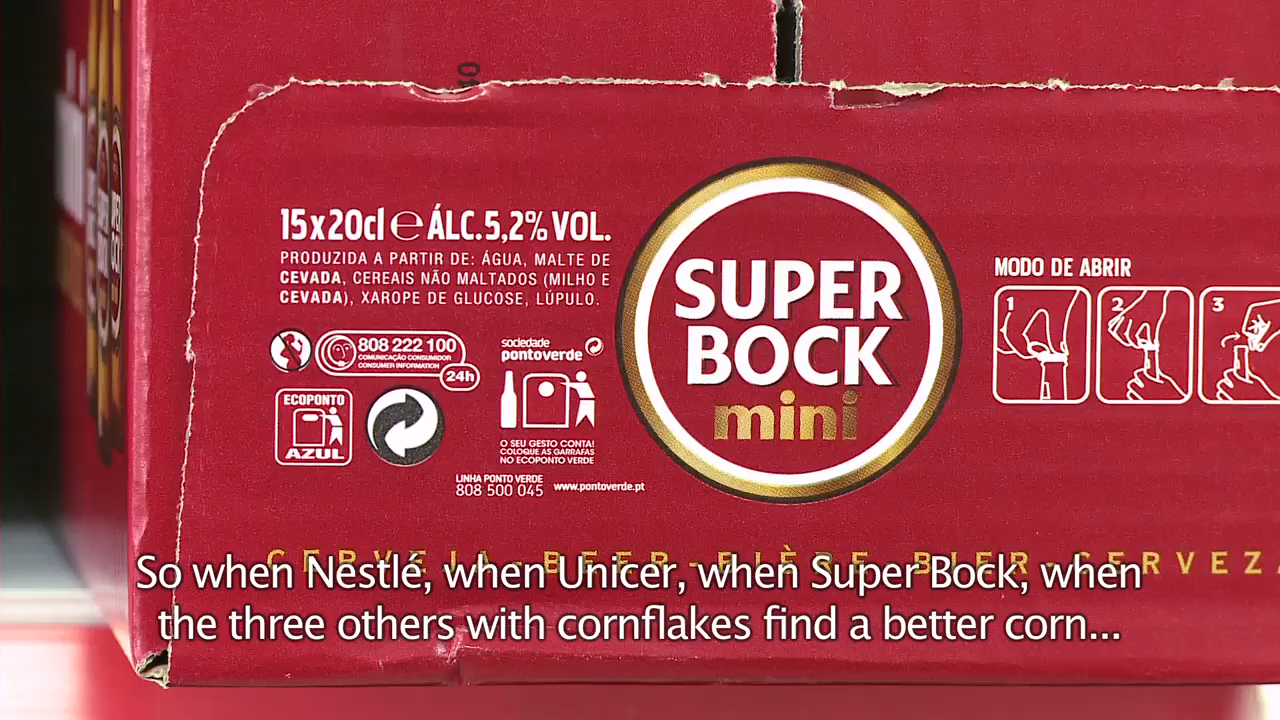 01
15x20cl e ÁLC.5,2% VOL.
PRODUZIDA A PARTIR DE: ÁGUA, MALTE DE
CEVADA, CEREAIS NÃO MALTADOS (MILHO E
CEVADA), XAROPE DE GLUCOSE, LÚPULO.
808 222 100
COMUNICAÇÃO CONSUMIDOR
CONSUMER INFORMATION
24h
ECOPONTO
AZUL
sociedade
pontoverde
O SEU GESTO CONTA!
COLOQUE AS GARRAFAS
NO ECOPONTO VERDE
LINHA PONTO VERDE
808 500 045
www.pontoverde.pt
SUPER
BOCK
mini
MODO DE ABRIR
1 2 3
CERVEJA - BEER - BIÈRE - BIER - CERVEZA
So when Nestlé, when Unicer, when Super Bock, when
the three others with cornflakes find a better corn...